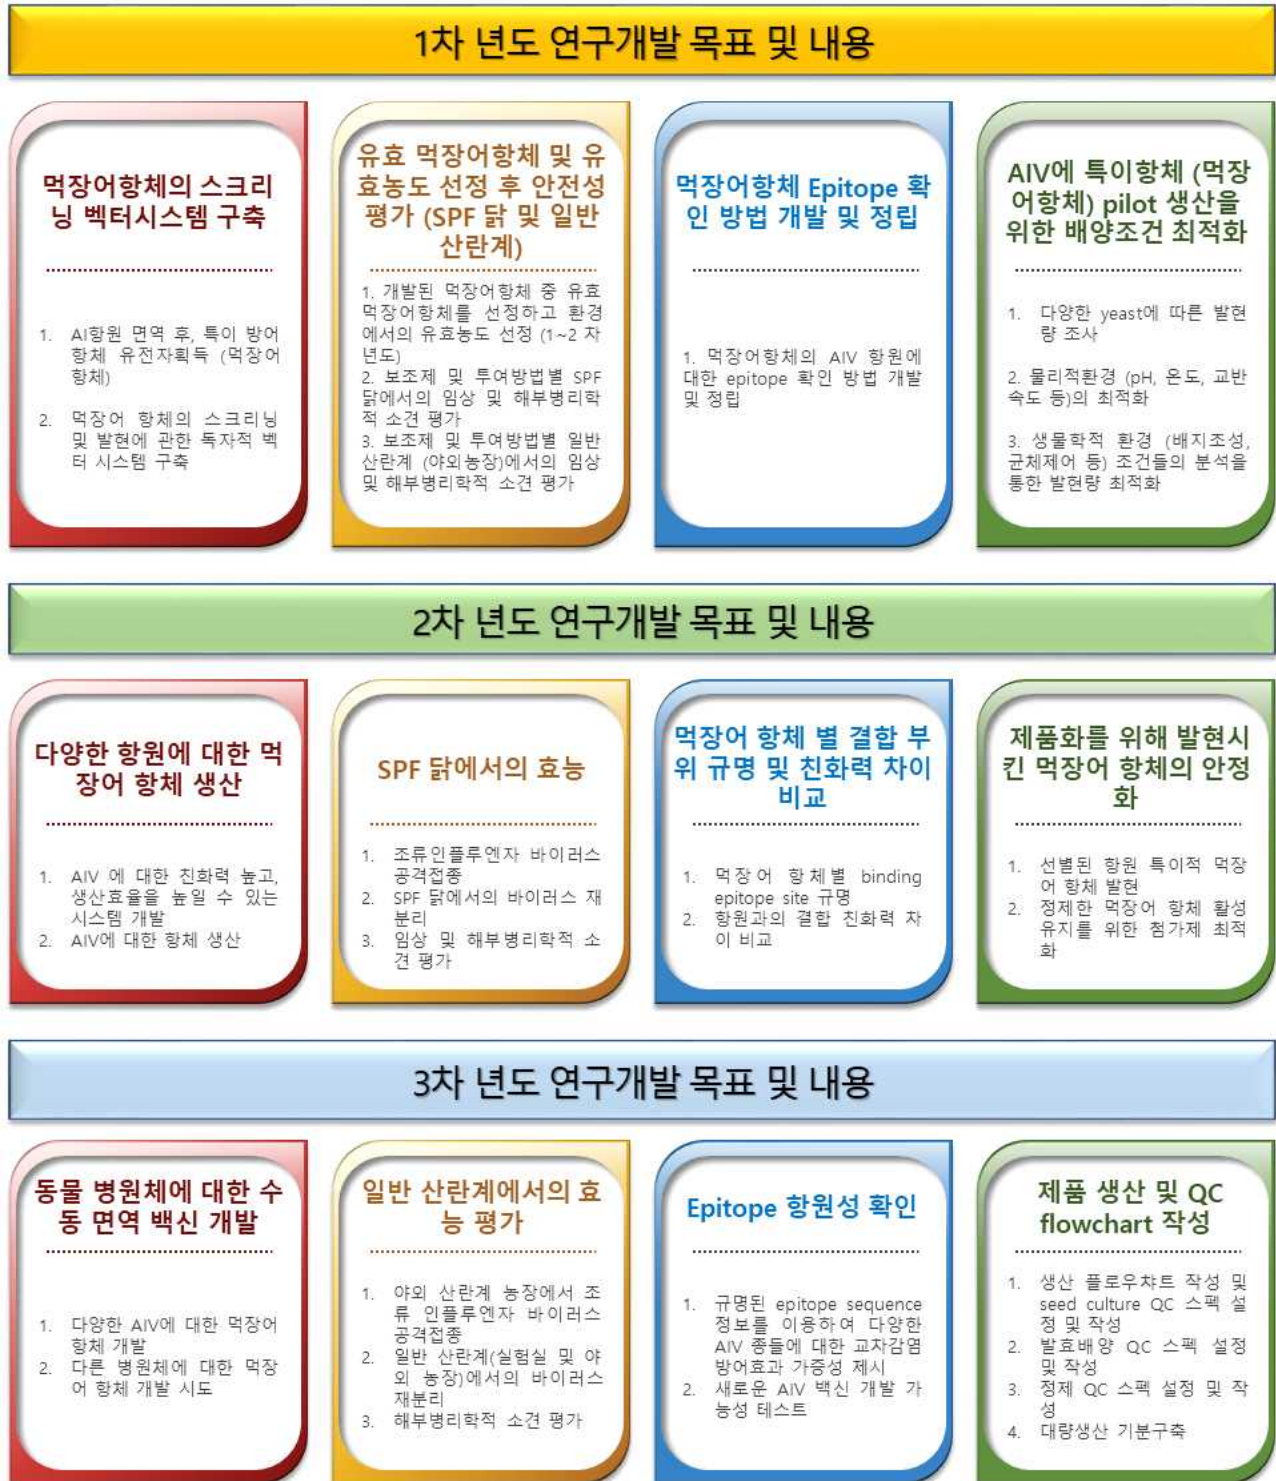 1차 년도 연구개발 목표 및 내용
먹장어항체의 스크리
닝 벡터시스템 구축
1. AI항원 면역 후, 특이 방어
항체 유전자획득 (먹장어
항체)
2. 먹장어 항체의 스크리닝
및 발현에 관한 독자적 벡
터 시스템 구축
유효 먹장어항체 및 유
효농도 선정 후 안전성
평가 (SPF 닭 및 일반
산란계)
1. 개발된 먹장어항체 중 유효
먹장어항체를 선정하고 환경
에서의 유효농도 선정 (1~2 차
년도)
2. 보조제 및 투여방법별 SPF
닭에서의 임상 및 해부병리학
적 소견 평가
3. 보조제 및 투여방법별 일반
산란계 (야외농장)에서의 임상
및 해부병리학적 소견 평가
먹장어항체 Epitope 확
인 방법 개발 및 정립
1. 먹장어항체의 AIV 항원에
대한 epitope 확인 방법 개발
및 정립
AIV에 특이항체 (먹장
어항체) pilot 생산을
위한 배양조건 최적화
1. 다양한 yeast에 따른 발현
량 조사
2. 물리적환경 (pH, 온도, 교반
속도 등)의 최적화
3. 생물학적 환경 (배지조성,
균체제어 등) 조건들의 분석을
통한 발현량 최적화
2차 년도 연구개발 목표 및 내용
다양한 항원에 대한 먹
장어 항체 생산
1. AIV 에 대한 친화력 높고,
생산효율을 높일 수 있는
시스템 개발
2. AIV에 대한 항체 생산
SPF 닭에서의 효능
1. 조류인플루엔자 바이러스
공격접종
2. SPF 닭에서의 바이러스 재
분리
3. 임상 및 해부병리학적 소
견 평가
먹장어 항체 별 결합 부
위 규명 및 친화력 차이
비교
1. 먹장어 항체별 binding
epitope site 규명
2. 항원과의 결합 친화력 차
이 비교
제품화를 위해 발현시
킨 먹장어 항체의 안정
화
1. 선별된 항원 특이적 먹장
어 항체 발현
2. 정제한 먹장어 항체 활성
유지를 위한 첨가제 최적
화
3차 년도 연구개발 목표 및 내용
동물 병원체에 대한 수
동 면역 백신 개발
1. 다양한 AIV에 대한 먹장어
항체 개발
2. 다른 병원체에 대한 먹장
어 항체 개발 시도
일반 산란계에서의 효
능 평가
1. 야외 산란계 농장에서 조
류 인플루엔자 바이러스
공격접종
2. 일반 산란계(실험실 및 야
외 농장)에서의 바이러스
재분리
3. 해부병리학적 소견 평가
Epitope 항원성 확인
1. 규명된 epitope sequence
정보를 이용하여 다양한
AIV 종들에 대한 교차감염
방어효과 가증성 제시
2. 새로운 AIV 백신 개발 가
능성 테스트
제품 생산 및 QC
flowchart 작성
1. 생산 플로우챠트 작성 및
seed culture QC 스펙 설
정 및 작성
2. 발효배양 QC 스펙 설정
및 작성
3. 정제 QC 스펙 설정 및 작
성
4. 대량생산 기분구축